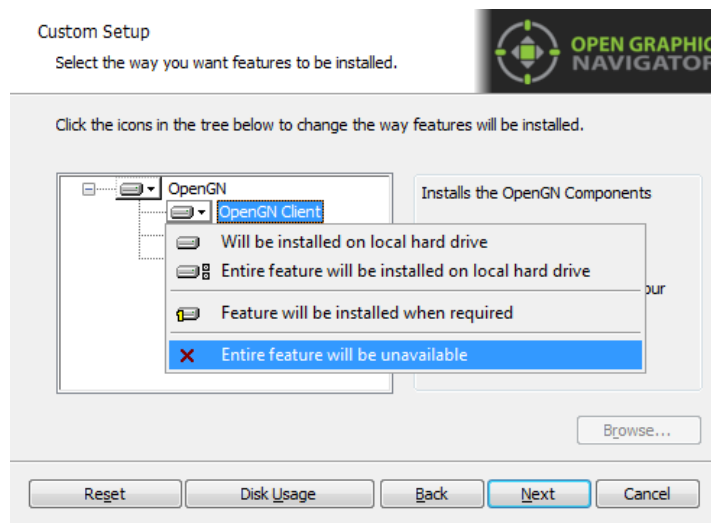 Custom Setup
Select the way you want features to be installed.
OPEN GRAPHIC
NAVIGATOR
Click the icons in the tree below to change the way features will be installed.
OpenGN
OpenGN Client
Installs the OpenGN Components
Will be installed on local hard drive
Entire feature will be installed on local hard drive
our
Feature will be installed when required
Entire feature will be unavailable
Browse...
Reset
Disk Usage
Back
Next
Cancel